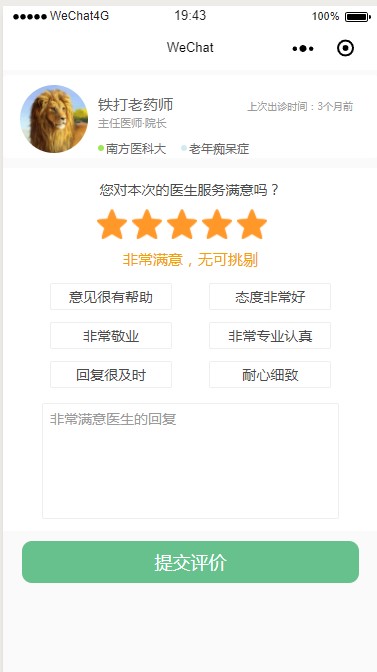 WeChat4G 19:43 100%
WeChat
铁打老药师 上次出诊时间：3个月前
主任医师·院长
南方医科大 老年痴呆症
您对本次的医生服务满意吗？
非常满意，无可挑剔
意见很有帮助 态度非常好
非常敬业 非常专业认真
回复很及时 耐心细致
非常满意医生的回复
提交评价